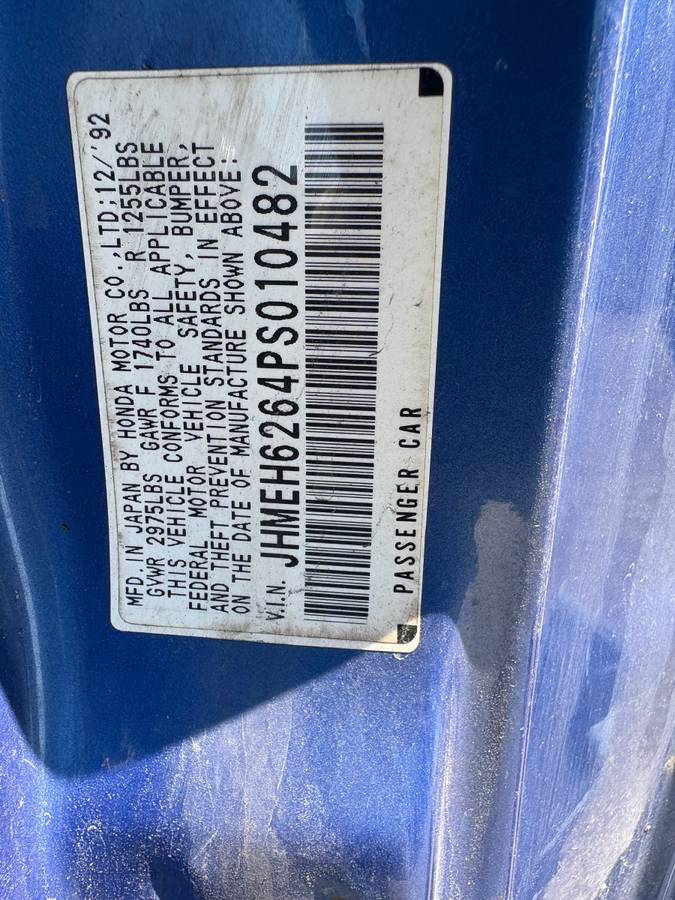 MFD.IN JAPAN BY HONDA MOTOR CO.,LTD;12/'92
GVWR 2975LBS GAWR F 1740LBS R 1255LBS
THIS VEHICLE CONFORMS TO ALL APPLICABLE
FEDERAL MOTOR VEHICLE SAFETY, BUMPER,
AND THEFT PREVENTION STANDARDS IN EFFECT
ON THE DATE OF MANUFACTURE SHOWN ABOVE:
V.I.N. JHMEH6264PS010482
PASSENGER CAR